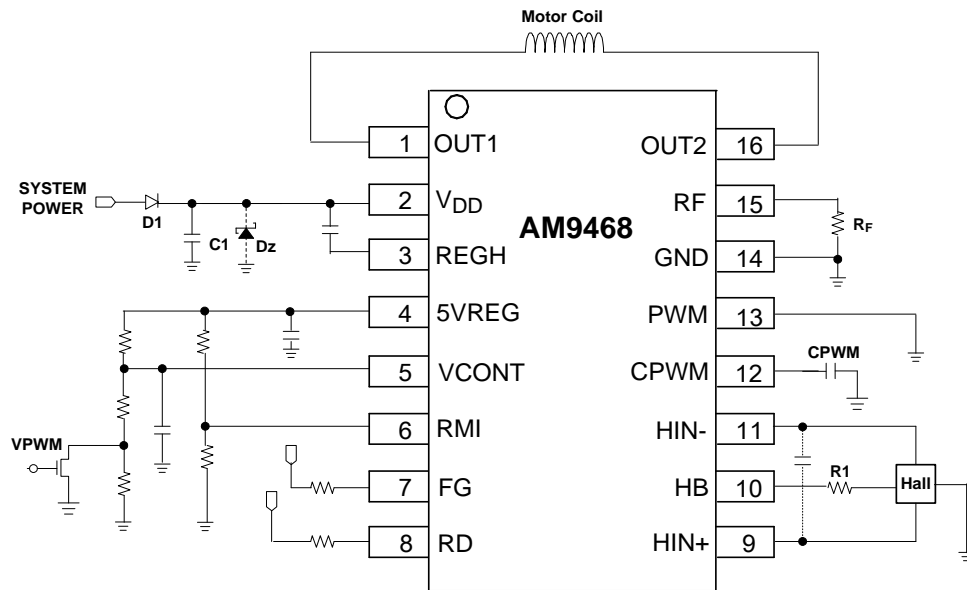 Motor Coil
1 OUT1
OUT2 16
SYSTEM
POWER
D1
C1
Dz
2 VDD
RF 15
RF
AM9468
3 REGH
GND 14
4 5VREG
PWM 13
5 VCONT
CPWM 12
CPWM
6 RMI
HIN- 11
VPWM
7 FG
HB 10
R1
Hall
8 RD
HIN+ 9